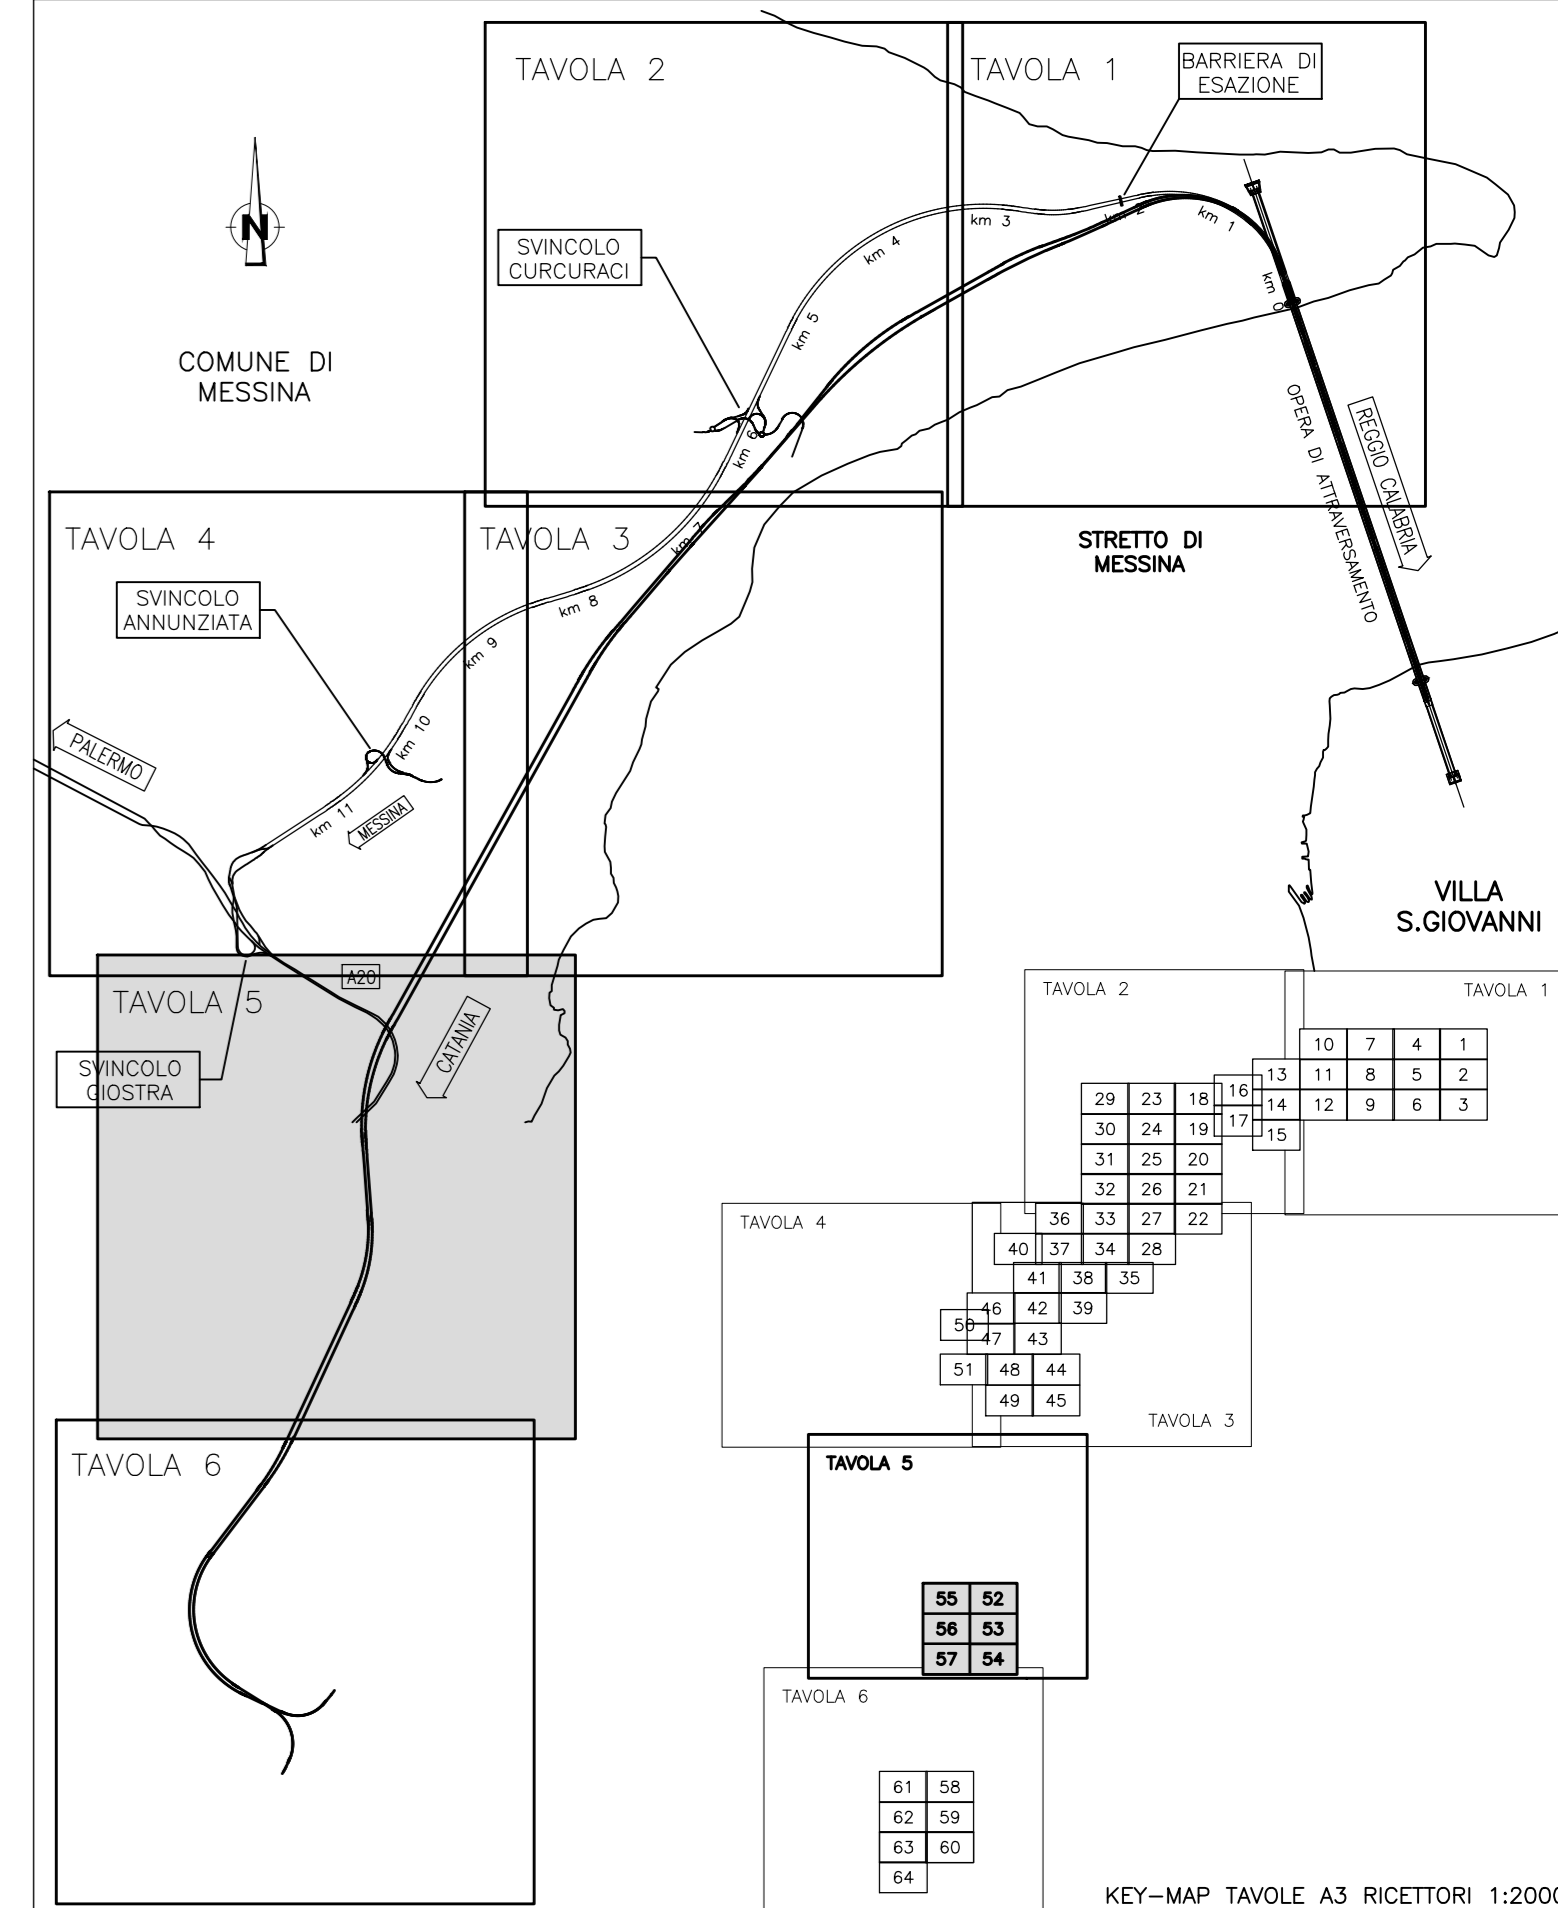 TAVOLA 2
TAVOLA 1
BARRIERA DI
ESAZIONE
N
SVINCOLO
CURCURACI
km 0
km 1
km 2
km 3
km 4
km 5
km 6
km 7
km 8
km 9
km 10
km 11
COMUNE DI
MESSINA
OPERA DI ATTRAVERSAMENTO
REGGIO CALABRIA
STRETTO DI
MESSINA
TAVOLA 4
TAVOLA 3
SVINCOLO
ANNUNZIATA
PALERMO
MESSINA
VILLA
S.GIOVANNI
A20
TAVOLA 5
CATANIA
SVINCOLO
GIOSTRA
TAVOLA 6
TAVOLA 2
TAVOLA 1
10 7 4 1
13 11 8 5 2
16 14 12 9 6 3
17 15
29 23 18
30 24 19
31 25 20
32 26 21
36 33 27 22
40 37 34 28
41 38 35
46 42 39
50 47 43
51 48 44
49 45
TAVOLA 4
TAVOLA 3
TAVOLA 5
55 52
56 53
57 54
TAVOLA 6
61 58
62 59
63 60
64
KEY-MAP TAVOLE A3 RICETTORI 1:2000